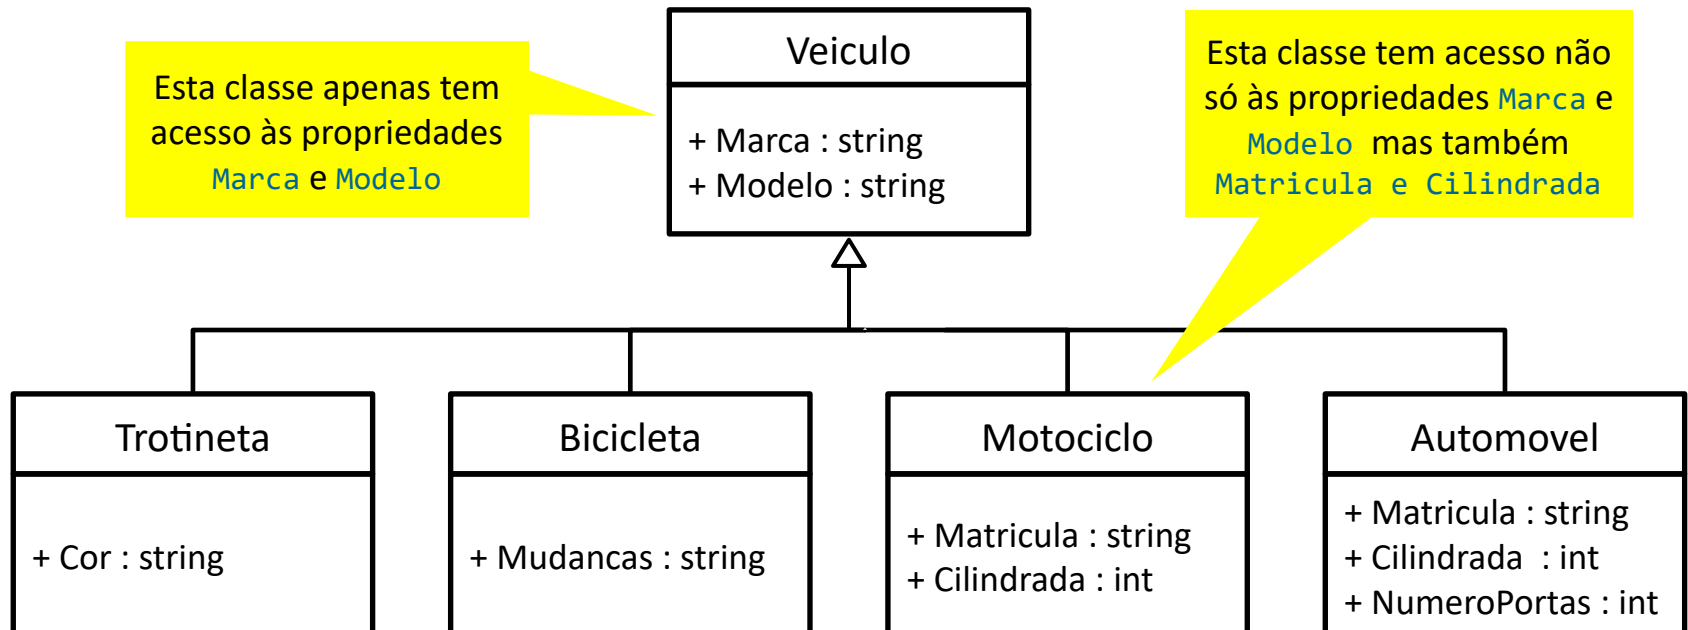 Esta classe apenas tem
acesso às propriedades
Marca e Modelo
Veiculo
+ Marca : string
+ Modelo : string
Esta classe tem acesso não
só às propriedades Marca e
Modelo mas também
Matricula e Cilindrada
Trotineta
+ Cor : string
Bicicleta
+ Mudancas : string
Motociclo
+ Matricula : string
+ Cilindrada : int
Automovel
+ Matricula : string
+ Cilindrada : int
+ NumeroPortas : int